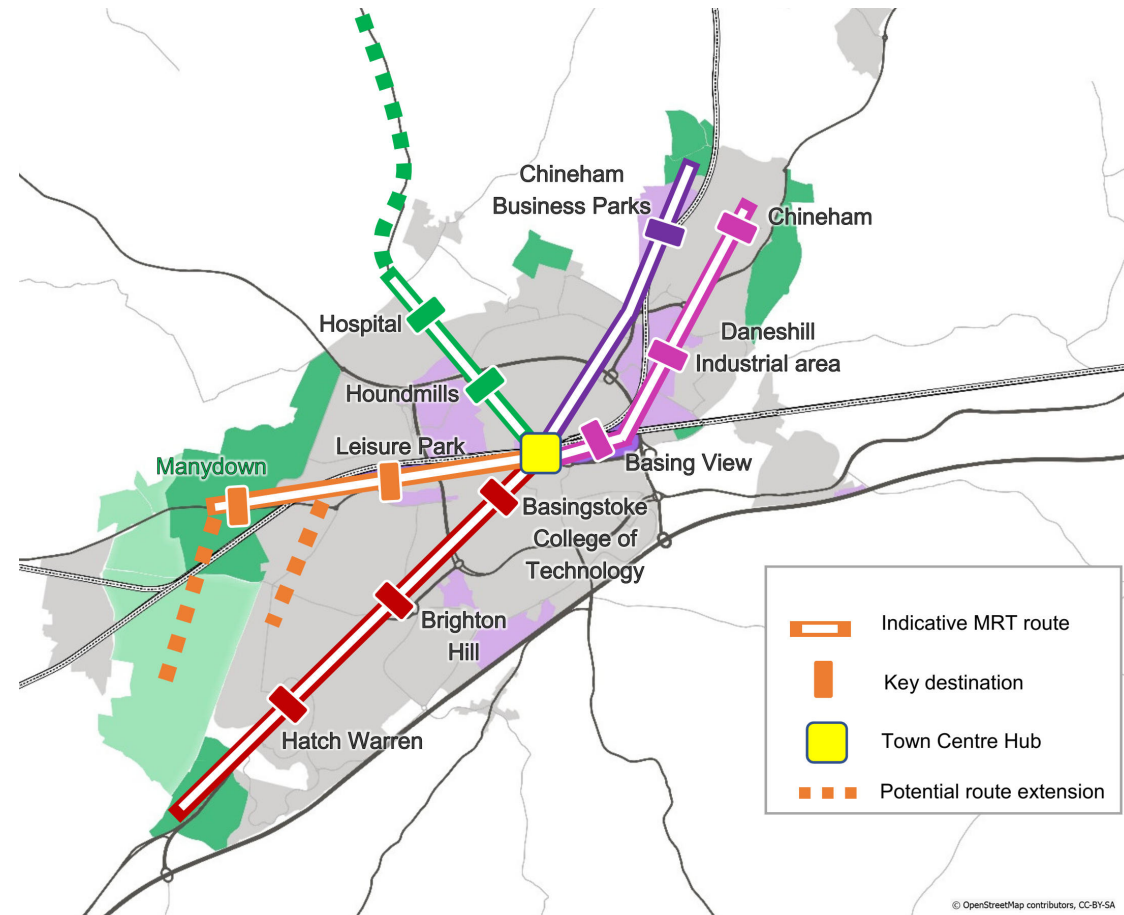 Chineham
Business Parks
Chineham
Hospital
Daneshill
Industrial area
Houndmills
Leisure Park
Manydown
Basing View
Basingstoke
College of
Technology
Brighton
Hill
Hatch Warren
Indicative MRT route
Key destination
Town Centre Hub
Potential route extension
© OpenStreetMap contributors, CC-BY-SA